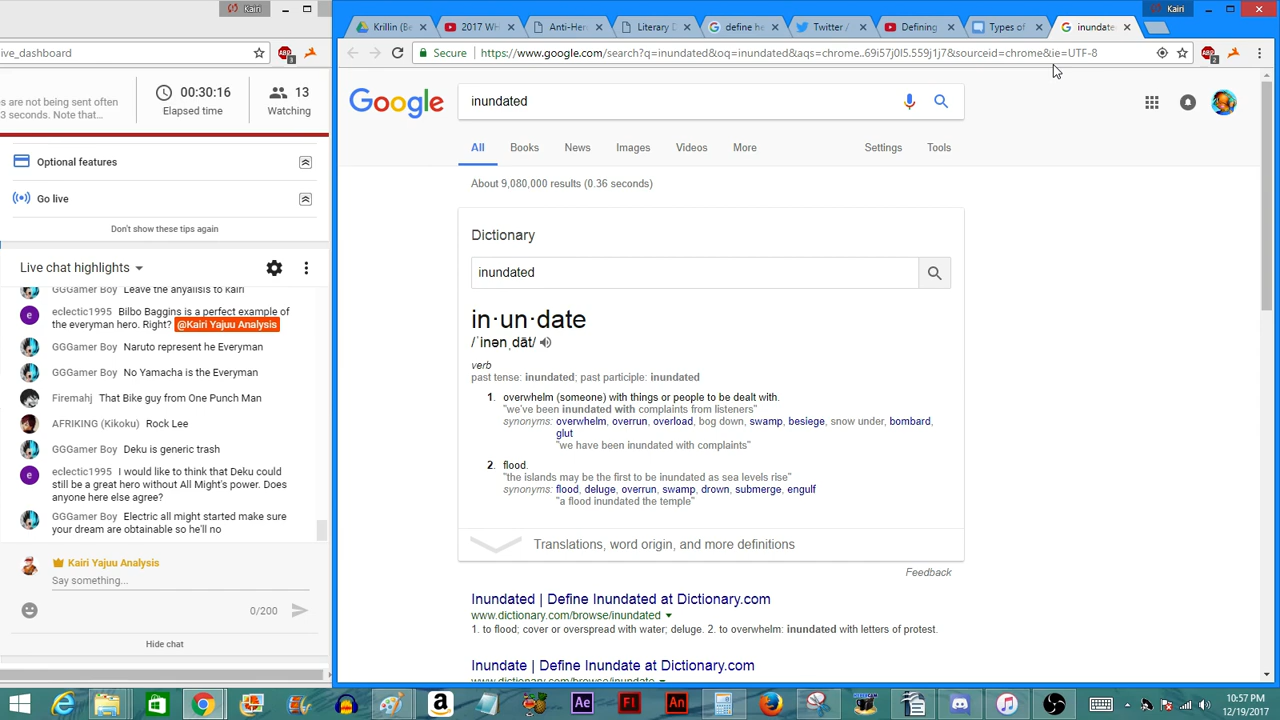 Kairi
ive_dashboard
es are not being sent often
3 seconds. Note that...
00:30:16
Elapsed time
13
Watching
Optional features
Go live
Don't show these tips again
Live chat highlights
GGGamer Boy Leave the anyalisis to kairi
eclectic1995 Bilbo Baggins is a perfect example of
the everyman hero. Right? @Kairi Yajuu Analysis
GGGamer Boy Naruto represent he Everyman
GGGamer Boy No Yamacha is the Everyman
Firemahj That Bike guy from One Punch Man
AFRIKING (Kikoku) Rock Lee
GGGamer Boy Deku is generic trash
eclectic1995 I would like to think that Deku could
still be a great hero without All Might's power. Does
anyone here else agree?
GGGamer Boy Electric all might started make sure
your dream are obtainable so he'll no
Kairi Yajuu Analysis
Say something...
0/200
Hide chat
Krillin (Be
2017 WH
Anti-Hero
Literary D
define he
Twitter /
Defining
Types of
inundate
Kairi
Secure
https://www.google.com/search?q=inundated&oq=inundated&aqs=chrome..69i57j0l5.559j1j7&sourceid=chrome&ie=UTF-8
2
Google
inundated
All
Books
News
Images
Videos
More
Settings
Tools
About 9,080,000 results (0.36 seconds)
Dictionary
inundated
in·un·date
/ˈinənˌdāt/
verb
past tense: inundated; past participle: inundated
1. overwhelm (someone) with things or people to be dealt with.
"we've been inundated with complaints from listeners"
synonyms: overwhelm, overrun, overload, bog down, swamp, besiege, snow under, bombard,
glut
"we have been inundated with complaints"
2. flood.
"the islands may be the first to be inundated as sea levels rise"
synonyms: flood, deluge, overrun, swamp, drown, submerge, engulf
"a flood inundated the temple"
Translations, word origin, and more definitions
Feedback
Inundated | Define Inundated at Dictionary.com
www.dictionary.com/browse/inundated
1. to flood; cover or overspread with water; deluge. 2. to overwhelm: inundated with letters of protest.
Inundate | Define Inundate at Dictionary.com
Kairi
a
Ae
Fl
An
10:57 PM
12/19/2017